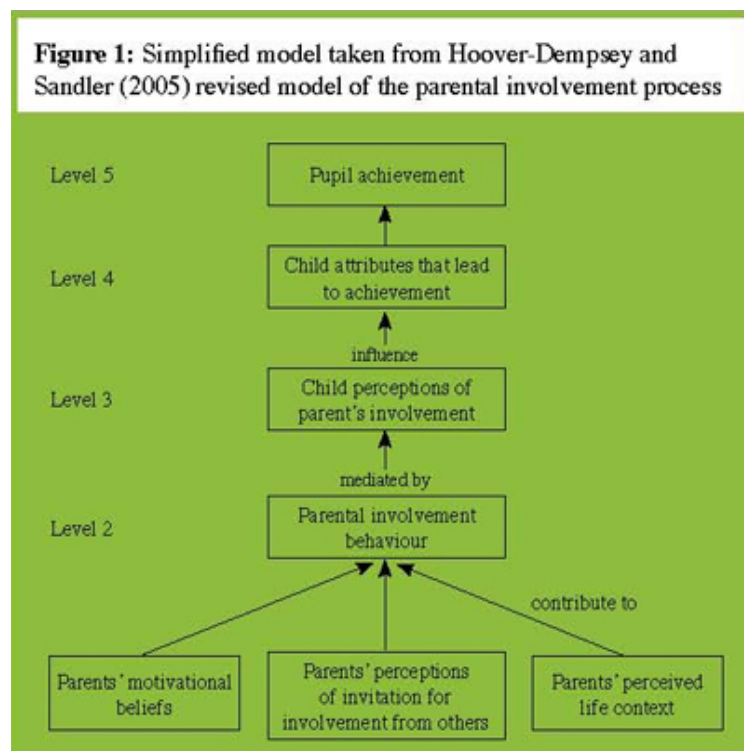 Figure 1: Simplified model taken from Hoover-Dempsey and
Sandler (2005) revised model of the parental involvement process
Level 5
Pupil achievement
Level 4
Child attributes that lead
to achievement
influence
Level 3
Child perceptions of
parent's involvement
mediated by
Level 2
Parental involvement
behaviour
contribute to
Parents' motivational
beliefs
Parents' perceptions
of invitation for
involvement from others
Parents' perceived
life context